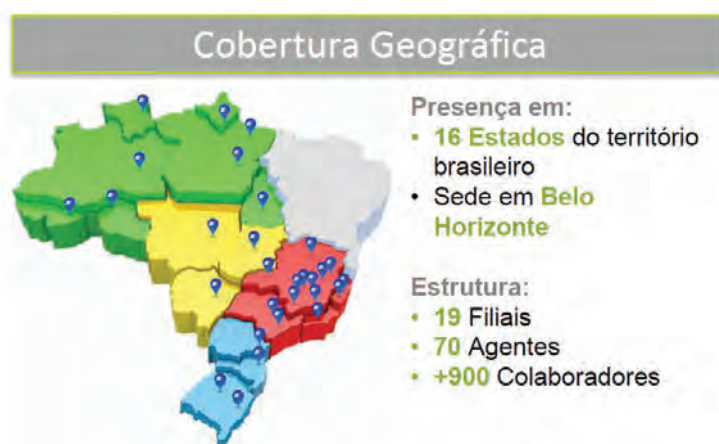 Cobertura Geográfica
Presença em:
• 16 Estados do território
brasileiro
• Sede em Belo
Horizonte
Estrutura:
• 19 Filiais
• 70 Agentes
• +900 Colaboradores